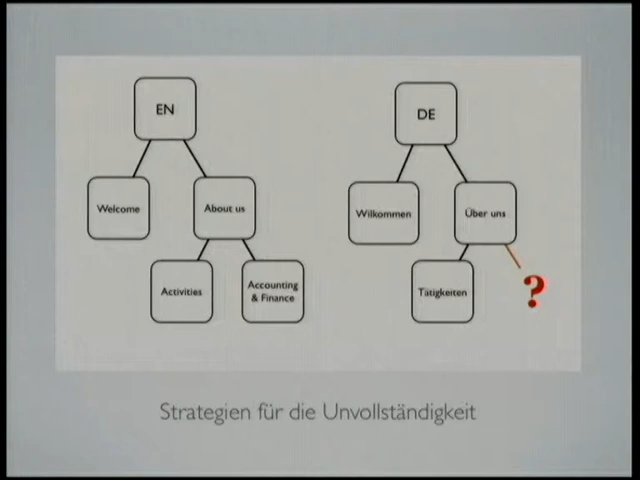 EN
DE
Welcome
About us
Wilkommen
Über uns
Activities
Accounting
& Finance
Tätigkeiten
?
Strategien für die Unvollständigkeit